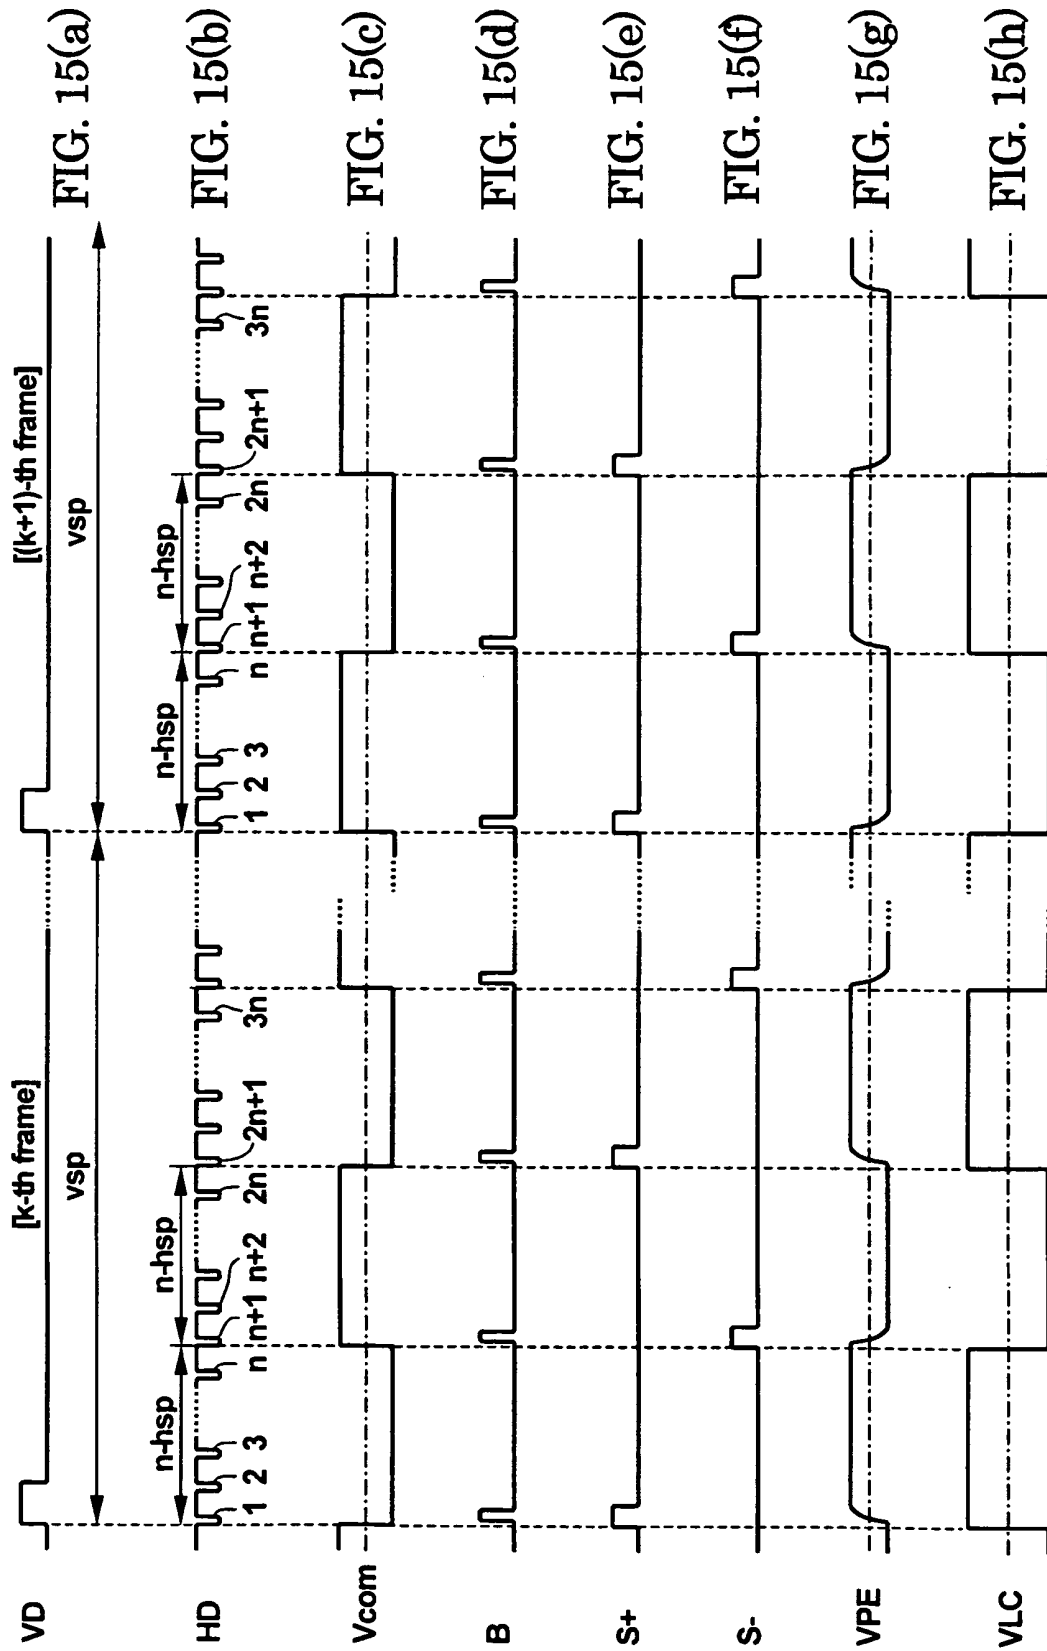 VD
[k-th frame]
[(k+1)-th frame]
vsp
vsp
FIG. 15(a)
n-hsp
n-hsp
n-hsp
n-hsp
HD
1 2 3
n
n+1 n+2
2n
2n+1
3n
1 2 3
n
n+1 n+2
2n
2n+1
3n
FIG. 15(b)
Vcom
FIG. 15(c)
B
FIG. 15(d)
S+
FIG. 15(e)
S-
FIG. 15(f)
VPE
FIG. 15(g)
VLC
FIG. 15(h)